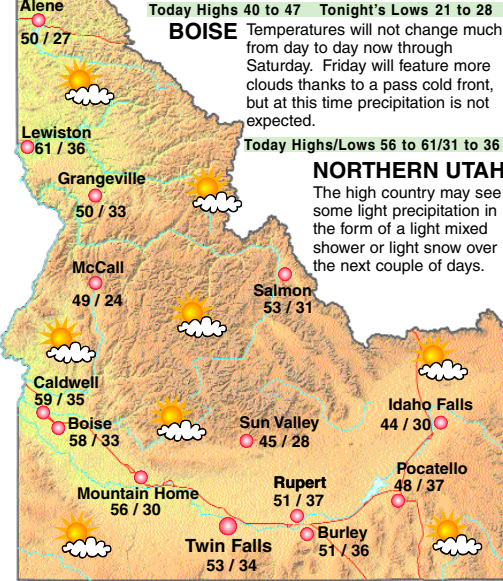 Today Highs 40 to 47 Tonight's Lows 21 to 28
BOISE
Temperatures will not change much
from day to day now through
Saturday. Friday will feature more
clouds thanks to a pass cold front,
but at this time precipitation is not
expected.
Today Highs/Lows 56 to 61/31 to 36
NORTHERN UTAH
The high country may see
some light precipitation in
the form of a light mixed
shower or light snow over
the next couple of days.
Alene
50 / 27
Lewiston
61 / 36
Grangeville
50 / 33
McCall
49 / 24
Salmon
53 / 31
Caldwell
59 / 35
Boise
58 / 33
Sun Valley
45 / 28
Idaho Falls
44 / 30
Mountain Home
56 / 30
Rupert
51 / 37
Pocatello
48 / 37
Twin Falls
53 / 34
Burley
51 / 36